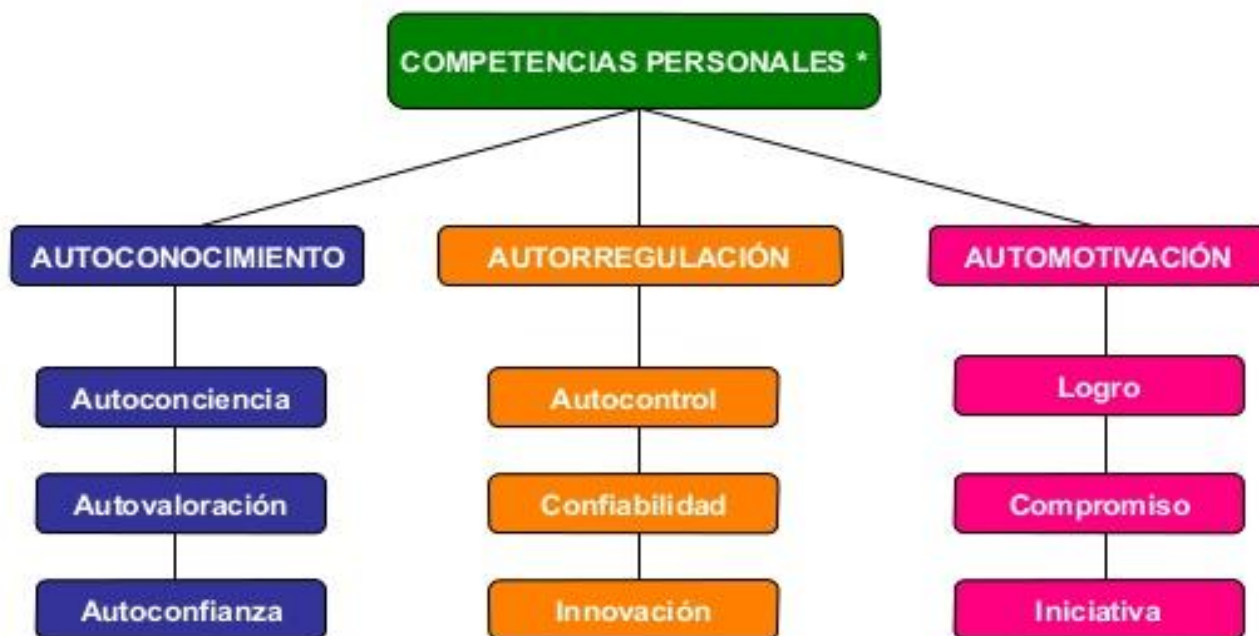 COMPETENCIAS PERSONALES *
AUTOCONOCIMIENTO
AUTORREGULACIÓN
AUTOMOTIVACIÓN
Autoconciencia
Autocontrol
Logro
Autovaloración
Confiabilidad
Compromiso
Autoconfianza
Innovación
Iniciativa